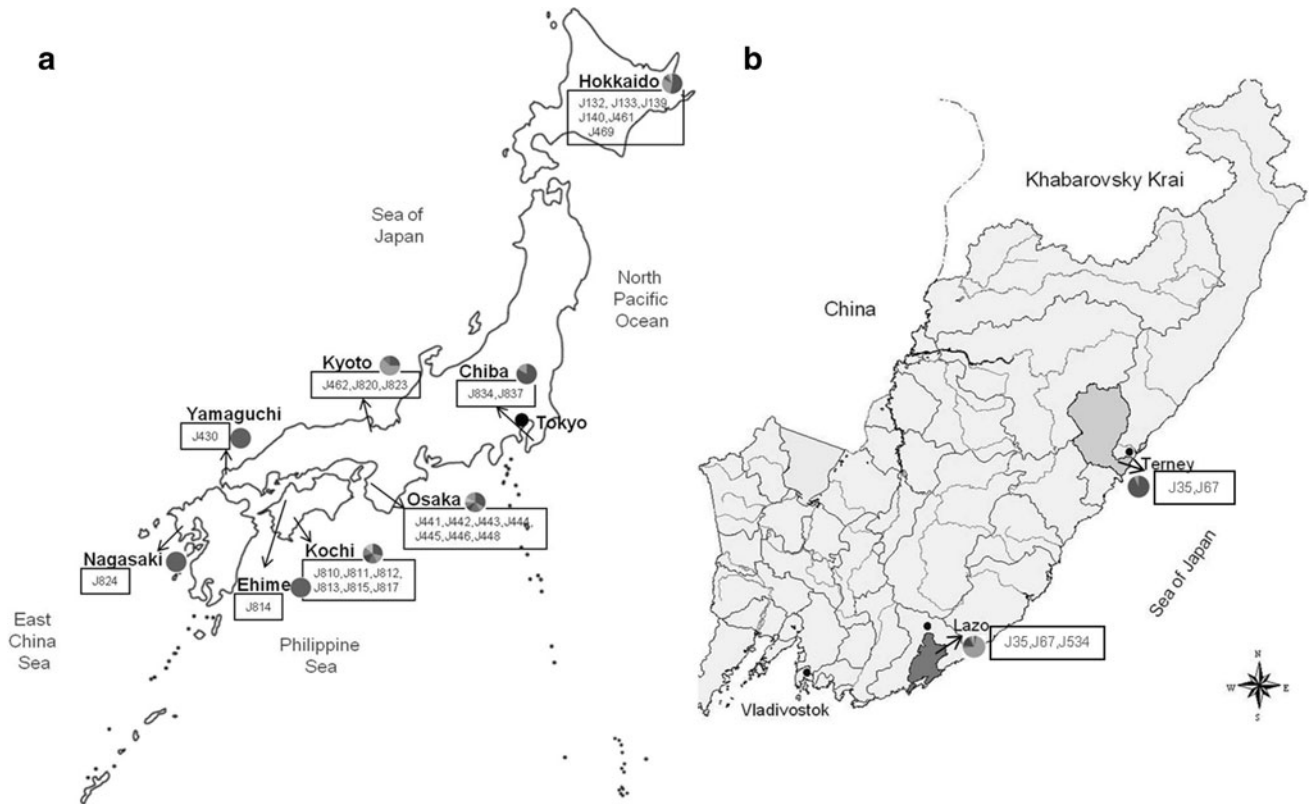 a
Hokkaido
J132, J133,J139,
J140,J461
J469
Sea of
Japan
North
Pacific
Ocean
Kyoto
J462,J820,J823
Chiba
J834,J837
Tokyo
Yamaguchi
J430
Osaka
J441,J442,J443,J444,
J445,J446,J448
Nagasaki
J824
Kochi
J810,J811,J812,
J813,J815,J817
Ehime
J814
East
China
Sea
Philippine
Sea
b
Khabarovsky Krai
China
Terney
J35,J67
Sea of Japan
Lazo
J35,J67,J534
Vladivostok
N
W
E
S